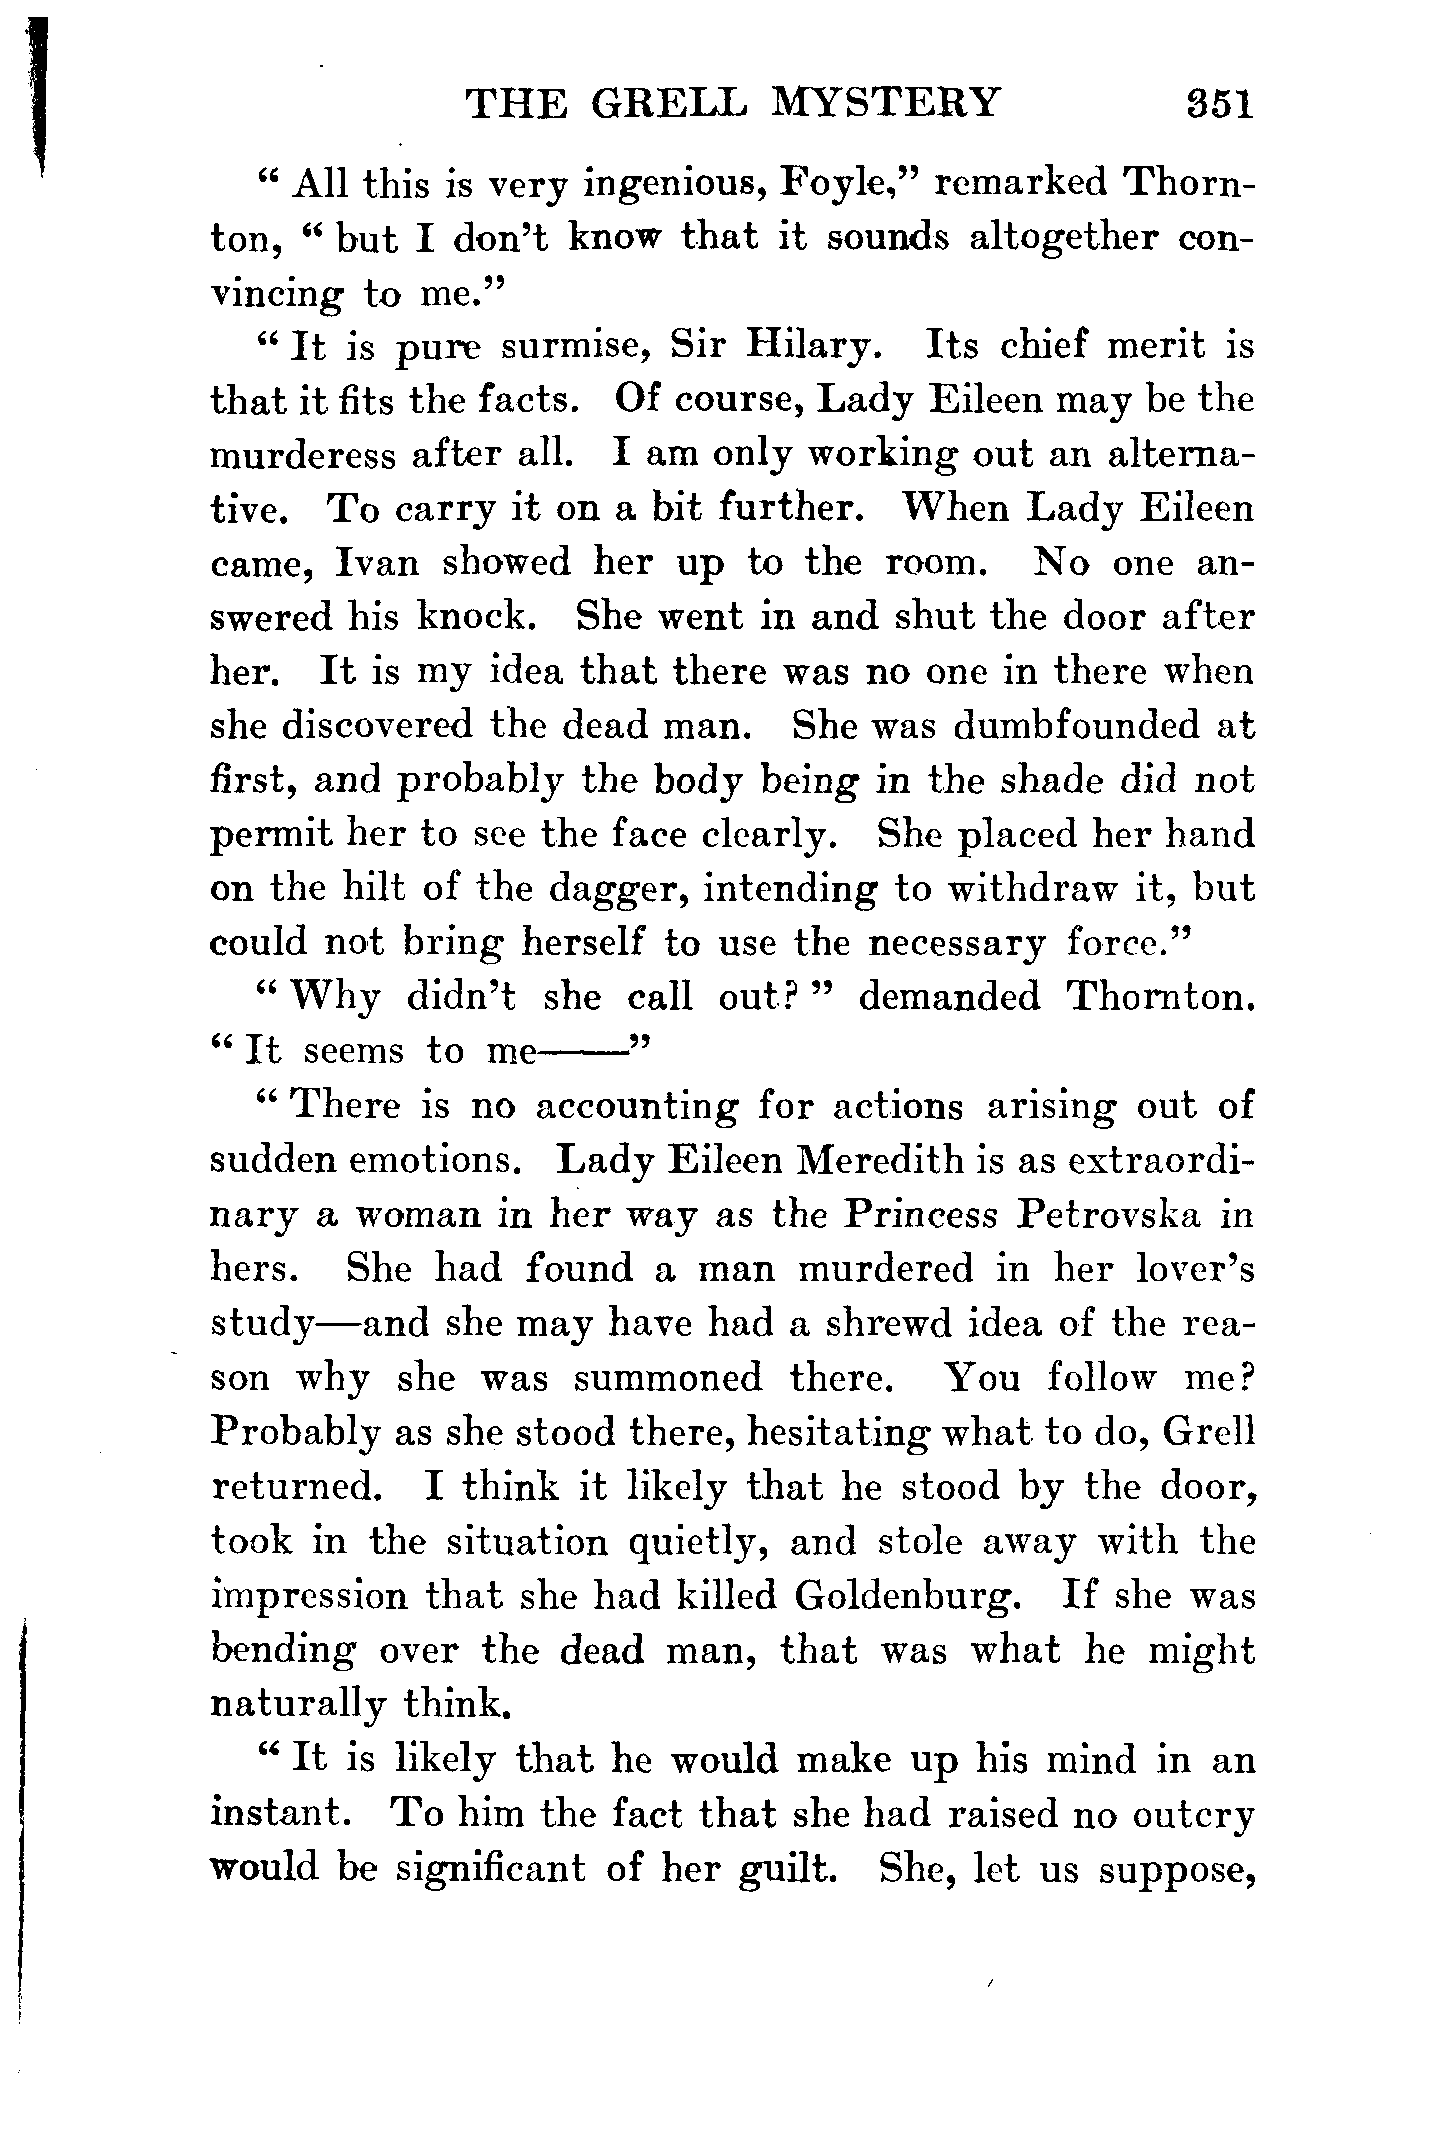 THE GRELL MYSTERY 351
“ All this is very ingenious, Foyle,” remarked Thorn-
ton, “ but I don’t know that it sounds altogether con-
vincing to me.”
“ It is pure surmise, Sir Hilary. Its chief merit is
that it fits the facts. Of course, Lady Eileen may be the
murderess after all. I am only working out an alterna-
tive. To carry it on a bit further. When Lady Eileen
came, Ivan showed her up to the room. No one an-
swered his knock. She went in and shut the door after
her. It is my idea that there was no one in there when
she discovered the dead man. She was dumbfounded at
first, and probably the body being in the shade did not
permit her to see the face clearly. She placed her hand
on the hilt of the dagger, intending to withdraw it, but
could not bring herself to use the necessary force.”
“ Why didn’t she call out? ” demanded Thornton.
“ It seems to me——”
“ There is no accounting for actions arising out of
sudden emotions. Lady Eileen Meredith is as extraordi-
nary a woman in her way as the Princess Petrovska in
hers. She had found a man murdered in her lover’s
study—and she may have had a shrewd idea of the rea-
son why she was summoned there. You follow me?
Probably as she stood there, hesitating what to do, Grell
returned. I think it likely that he stood by the door,
took in the situation quietly, and stole away with the
impression that she had killed Goldenburg. If she was
bending over the dead man, that was what he might
naturally think.
“ It is likely that he would make up his mind in an
instant. To him the fact that she had raised no outcry
would be significant of her guilt. She, let us suppose,